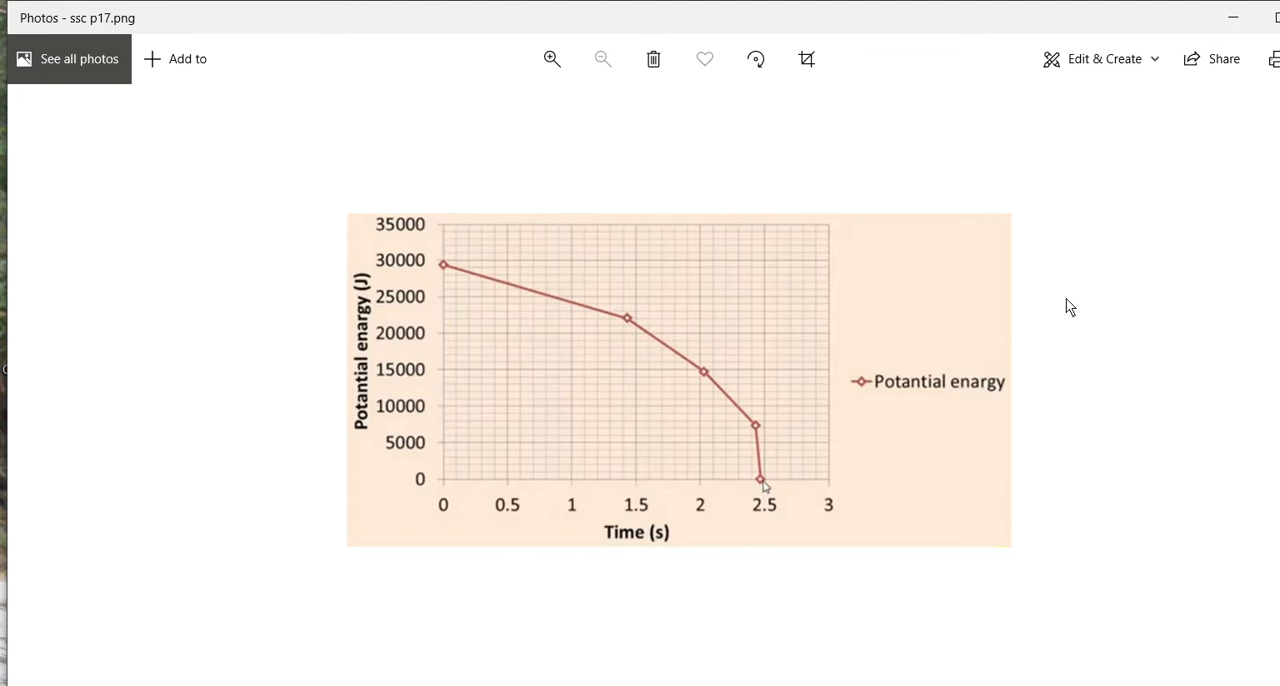 Photos - ssc p17.png
See all photos
Add to
Edit & Create
Share
35000
30000
25000
20000
15000
10000
5000
0
Potantial enargy (J)
0 0.5 1 1.5 2 2.5 3
Time (s)
Potantial enargy